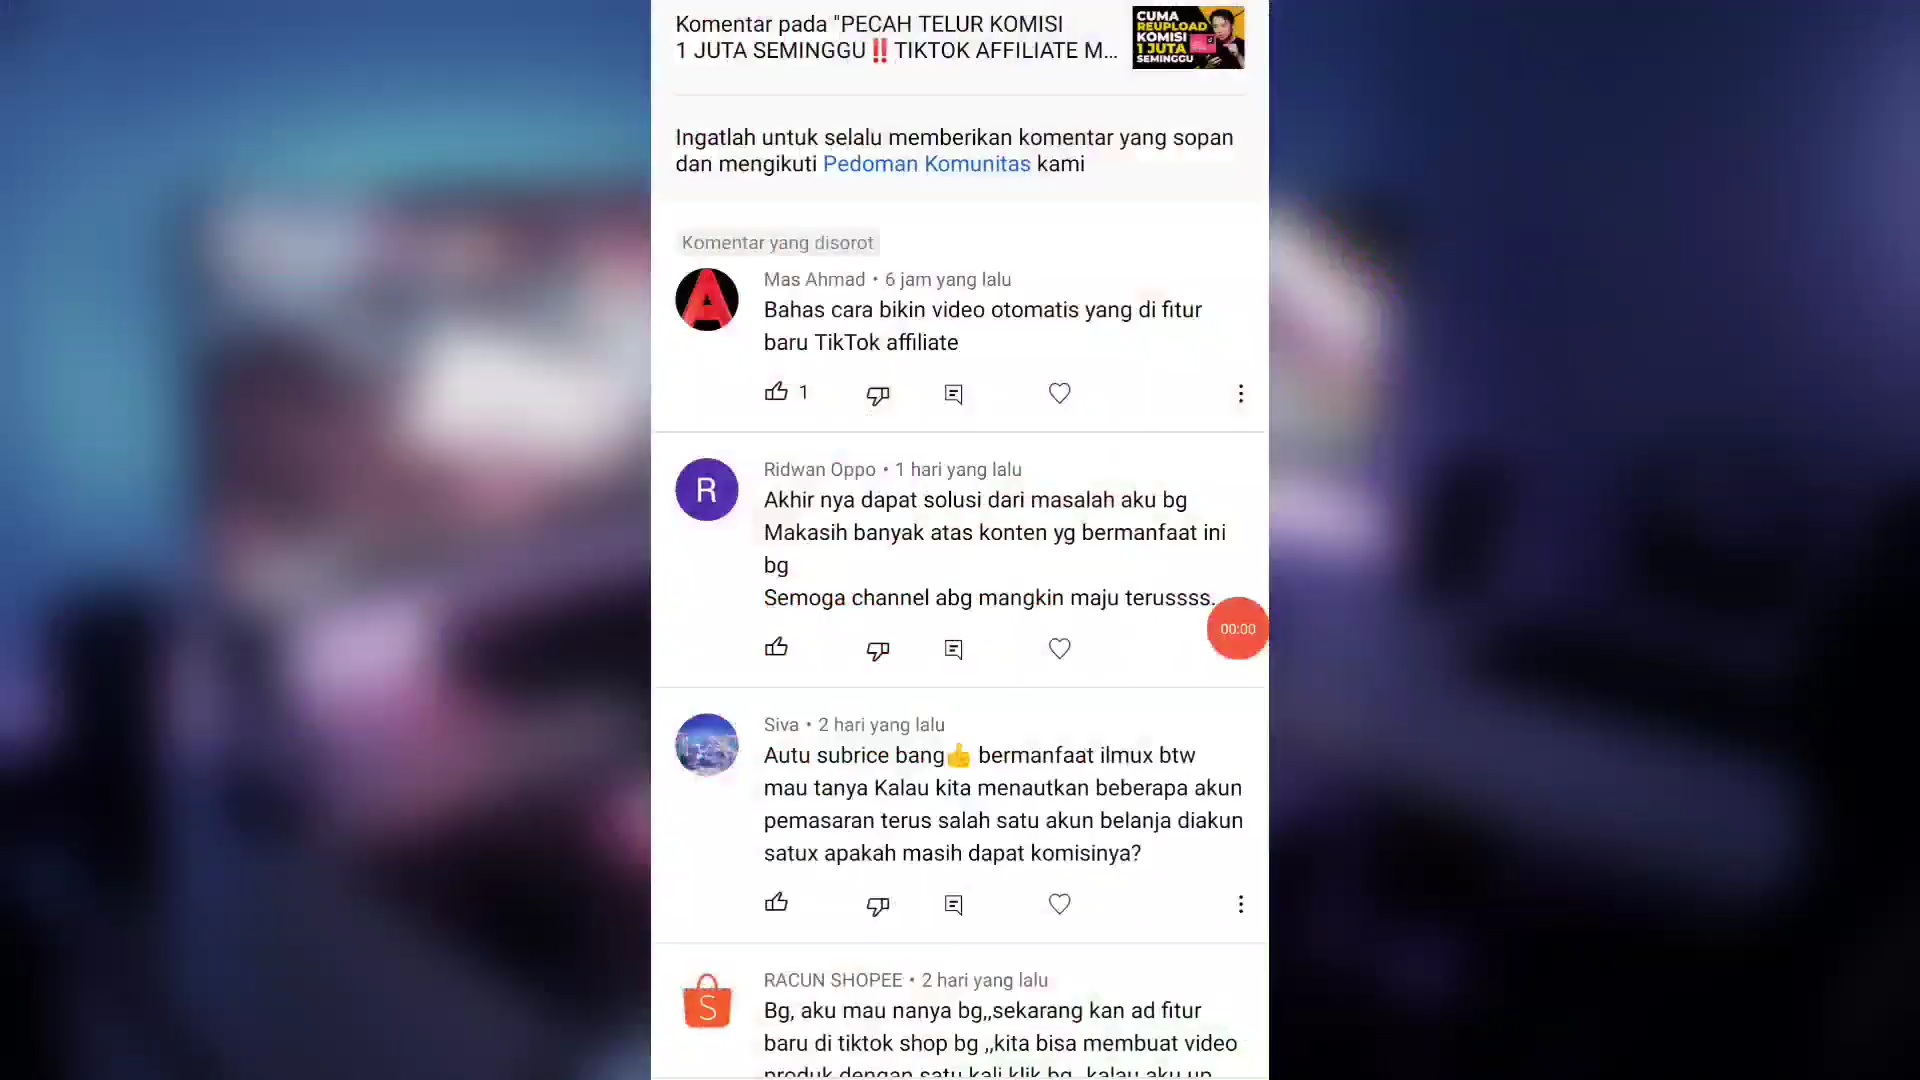 Komentar pada "PECAH TELUR KOMISI
1 JUTA SEMINGGU‼️TIKTOK AFFILIATE M...
CUMA
REUPLOAD
KOMISI
1 JUTA
SEMINGGU
Ingatlah untuk selalu memberikan komentar yang sopan
dan mengikuti Pedoman Komunitas kami
Komentar yang disorot
Mas Ahmad • 6 jam yang lalu
Bahas cara bikin video otomatis yang di fitur
baru TikTok affiliate
1
R
Ridwan Oppo • 1 hari yang lalu
Akhir nya dapat solusi dari masalah aku bg
Makasih banyak atas konten yg bermanfaat ini
bg
Semoga channel abg mangkin maju terussss.
00:00
Siva • 2 hari yang lalu
Autu subrice bang👍 bermanfaat ilmux btw
mau tanya Kalau kita menautkan beberapa akun
pemasaran terus salah satu akun belanja diakun
satux apakah masih dapat komisinya?
S
RACUN SHOPEE • 2 hari yang lalu
Bg, aku mau nanya bg,,sekarang kan ad fitur
baru di tiktok shop bg ,,kita bisa membuat video
produk dengan satu kali klik bg,, kalau aku up